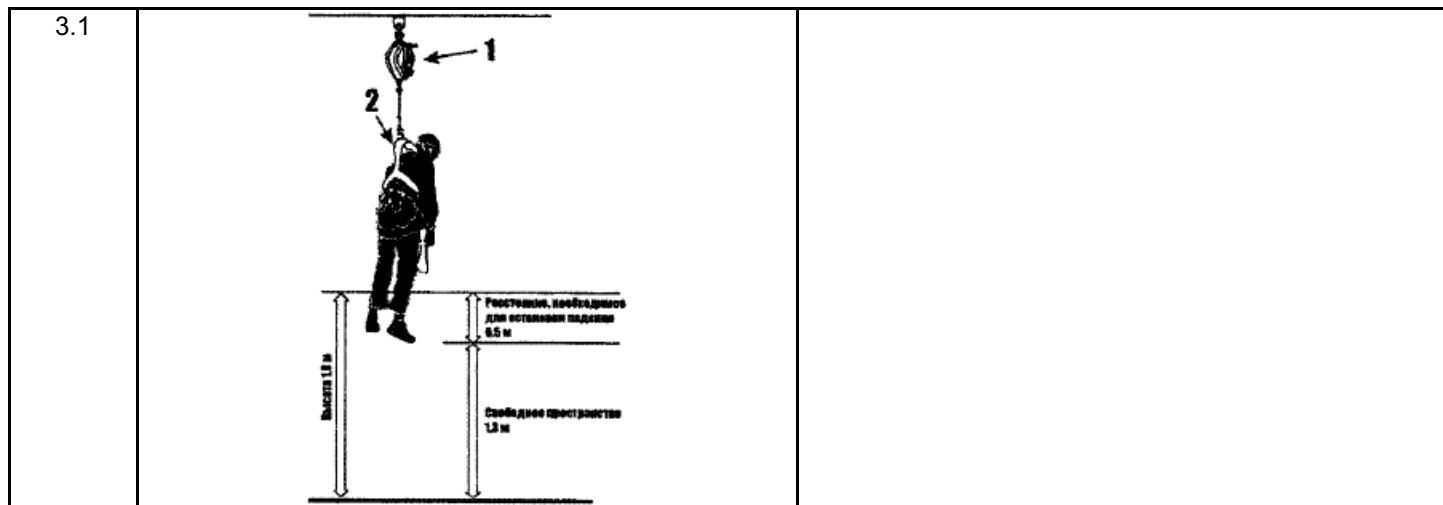 3.1
1
2
Расстояние, необходимое
для остановки падения
0,5 м
Высота 1,8 м
Свободное пространство
1,3 м